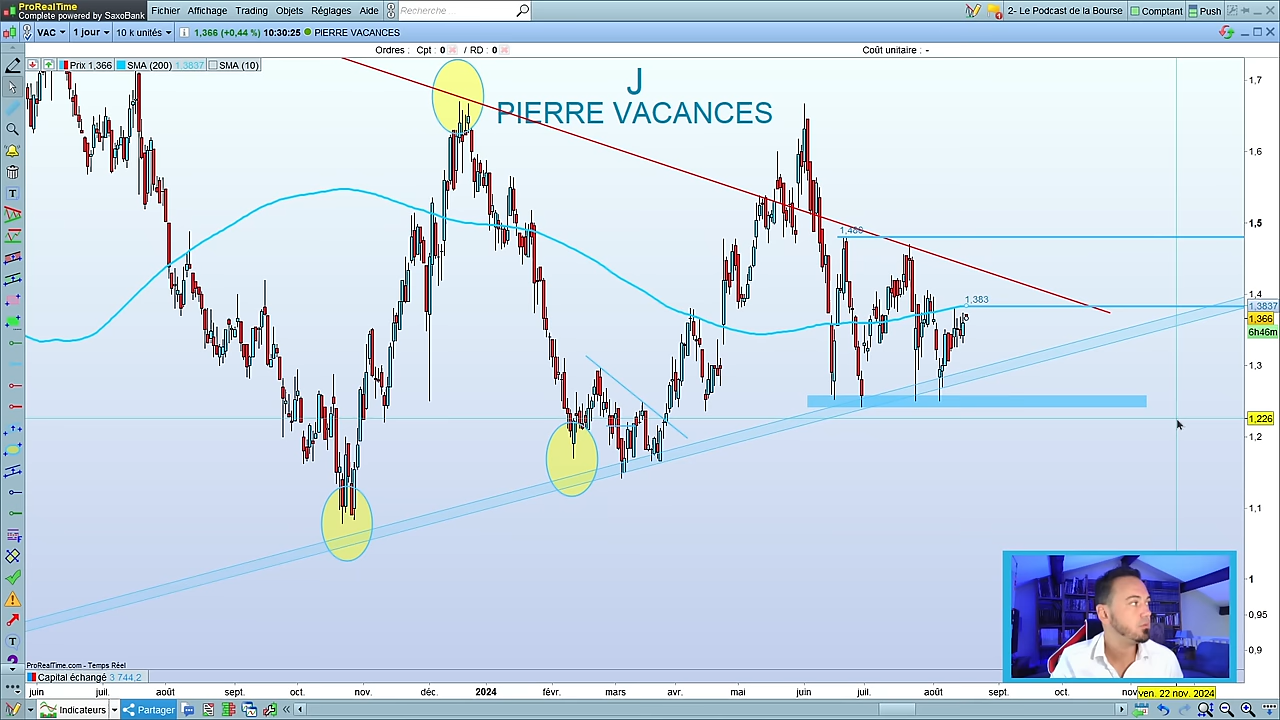 ProRealTime
Complete powered by SaxoBank
Fichier Affichage Trading Objets Réglages Aide Recherche 2- Le Podcast de la Bourse Comptant Push
VAC 1 jour 10 k unités 1,366 (+0,44 %) 10:30:25 PIERRE VACANCES
Ordres : Cpt : 0 / RD : 0 Coût unitaire : -
Prix 1,366 SMA (200) 1.3837 SMA (10)
J
PIERRE VACANCES
1,7
1,6
1,5
1,480
1,4
1,383
1,3837
1,366
6h46m
1,3
1,226
1,2
1,1
1
0,95
0,9
ProRealTime.com - Temps Réel
Capital échangé 3 744,2
juin juil. août sept. oct. nov. déc. 2024 févr. mars avr. mai juin juil. août sept. oct. nov ven. 22 nov. 2024
Indicateurs Partager